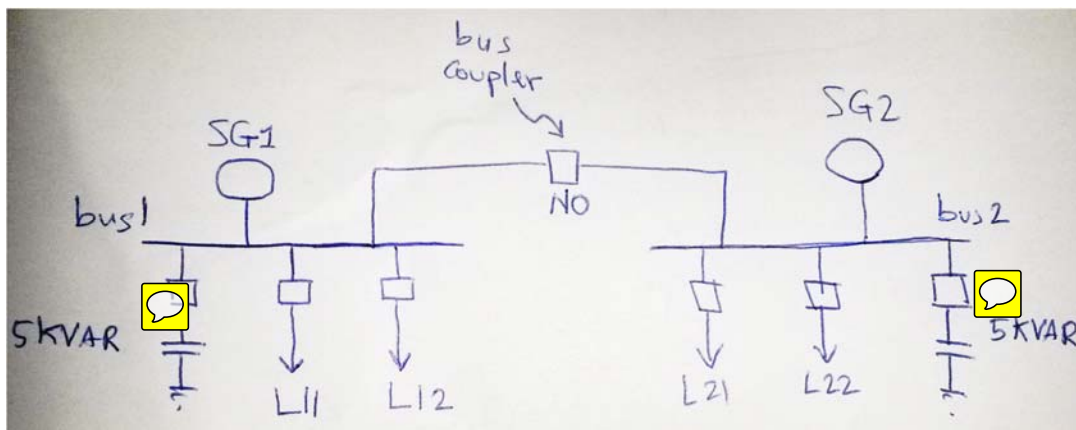 bus
Coupler
SG1
SG2
NO
bus1
bus2
5KVAR
5KVAR
L11
L12
L21
L22